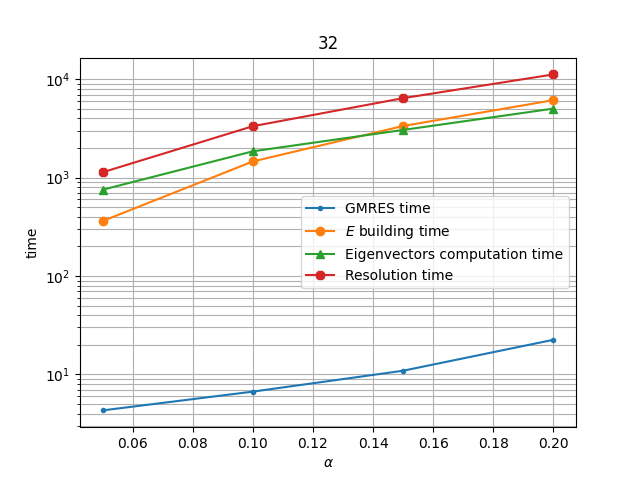 32
10⁴
10³
10²
10¹
time
GMRES time
E building time
Eigenvectors computation time
Resolution time
0.06 0.08 0.10 0.12 0.14 0.16 0.18 0.20
α